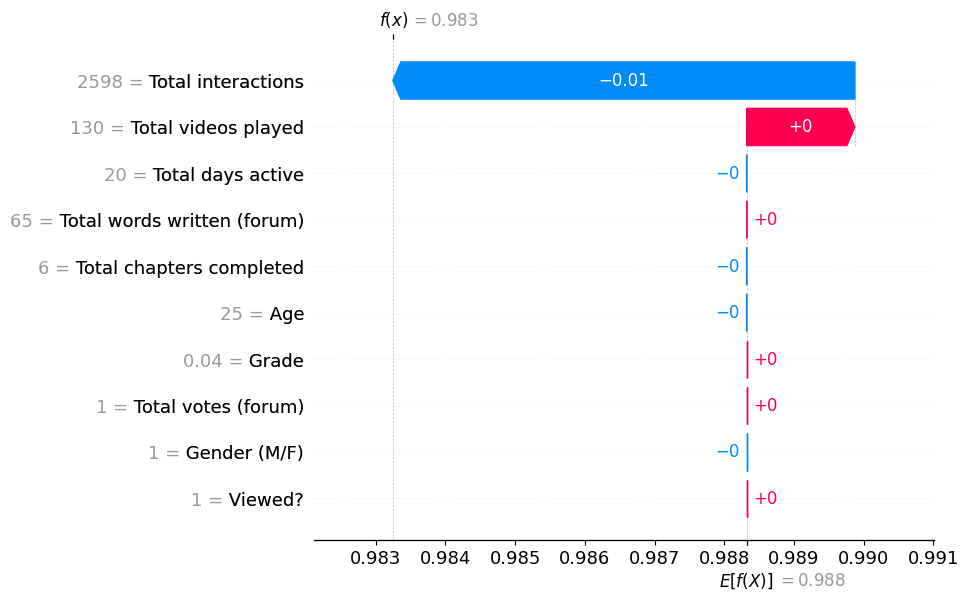 f(x) = 0.983
2598 = Total interactions
−0.01
130 = Total videos played
+0
20 = Total days active
−0
65 = Total words written (forum)
+0
6 = Total chapters completed
−0
25 = Age
−0
0.04 = Grade
+0
1 = Total votes (forum)
+0
1 = Gender (M/F)
−0
1 = Viewed?
+0
0.983 0.984 0.985 0.986 0.987 0.988 0.989 0.990 0.991
E[f(X)] = 0.988